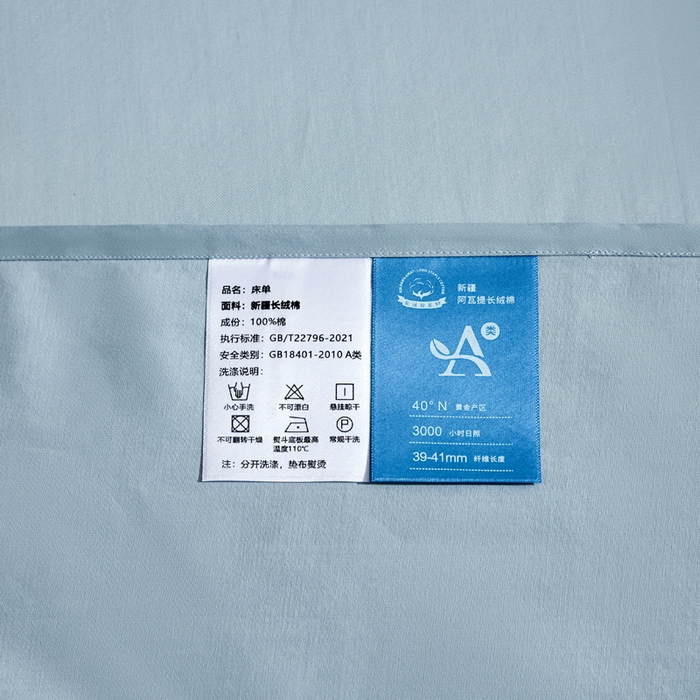 品名：床单
面料：新疆长绒棉
成份：100%棉
执行标准：GB/T22796-2021
安全类别：GB18401-2010 A类
洗涤说明：
小心手洗
不可漂白
悬挂晾干
P
不可翻转干燥
熨斗底板最高
温度110℃
常规干洗
注：分开洗涤，垫布熨烫
新疆
阿瓦提长绒棉
A类
40° N 黄金产区
3000 小时日照
39-41mm 纤维长度